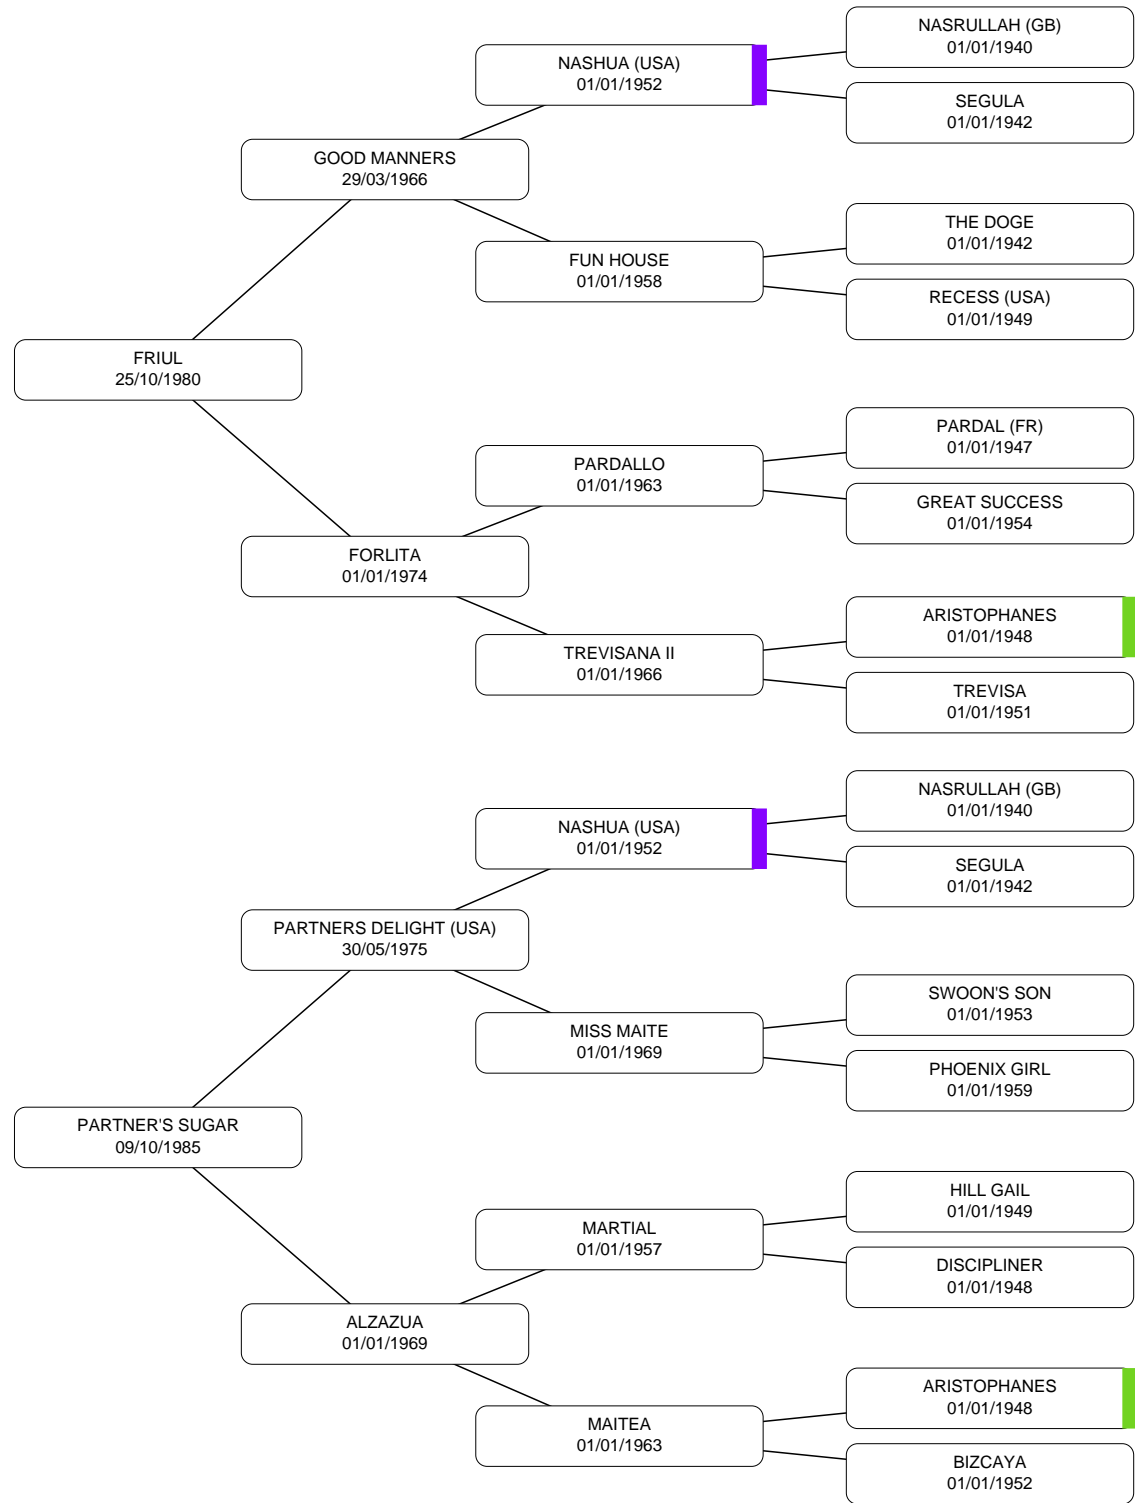 NASRULLAH (GB)
01/01/1940
NASHUA (USA)
01/01/1952
SEGULA
01/01/1942
GOOD MANNERS
29/03/1966
THE DOGE
01/01/1942
FUN HOUSE
01/01/1958
RECESS (USA)
01/01/1949
FRIUL
25/10/1980
PARDAL (FR)
01/01/1947
PARDALLO
01/01/1963
GREAT SUCCESS
01/01/1954
FORLITA
01/01/1974
ARISTOPHANES
01/01/1948
TREVISANA II
01/01/1966
TREVISA
01/01/1951
NASRULLAH (GB)
01/01/1940
NASHUA (USA)
01/01/1952
SEGULA
01/01/1942
PARTNERS DELIGHT (USA)
30/05/1975
SWOON'S SON
01/01/1953
MISS MAITE
01/01/1969
PHOENIX GIRL
01/01/1959
PARTNER'S SUGAR
09/10/1985
HILL GAIL
01/01/1949
MARTIAL
01/01/1957
DISCIPLINER
01/01/1948
ALZAZUA
01/01/1969
ARISTOPHANES
01/01/1948
MAITEA
01/01/1963
BIZCAYA
01/01/1952